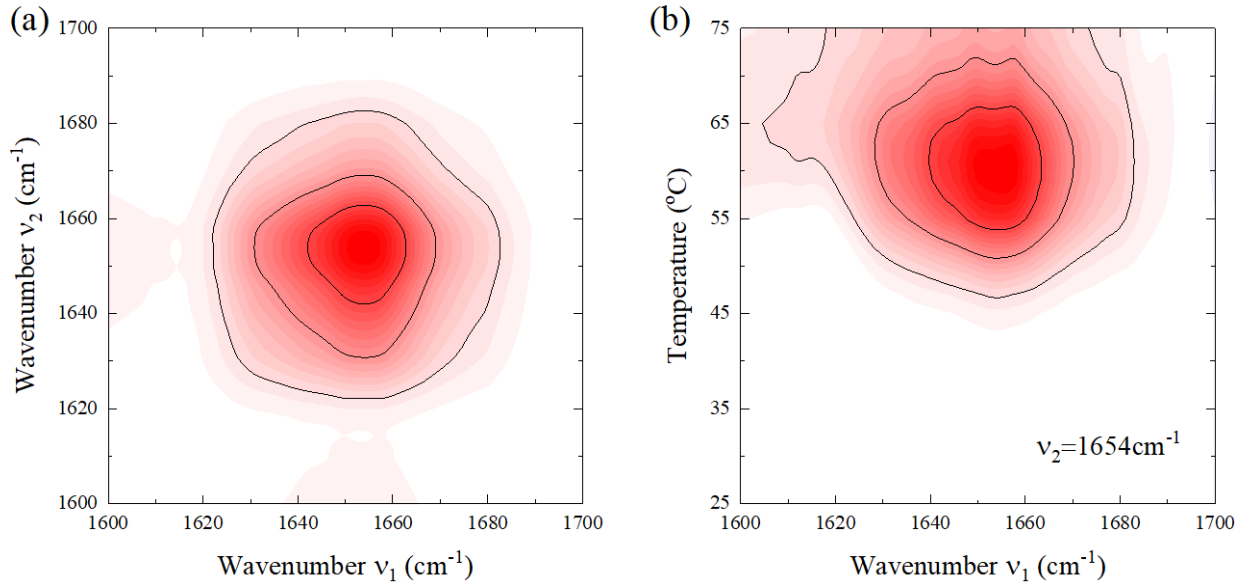 (a)
1700
1680
1660
1640
1620
1600
Wavenumber ν₂ (cm⁻¹)
1600 1620 1640 1660 1680 1700
Wavenumber ν₁ (cm⁻¹)
(b)
75
65
55
45
35
25
Temperature (ºC)
ν₂=1654cm⁻¹
1600 1620 1640 1660 1680 1700
Wavenumber ν₁ (cm⁻¹)